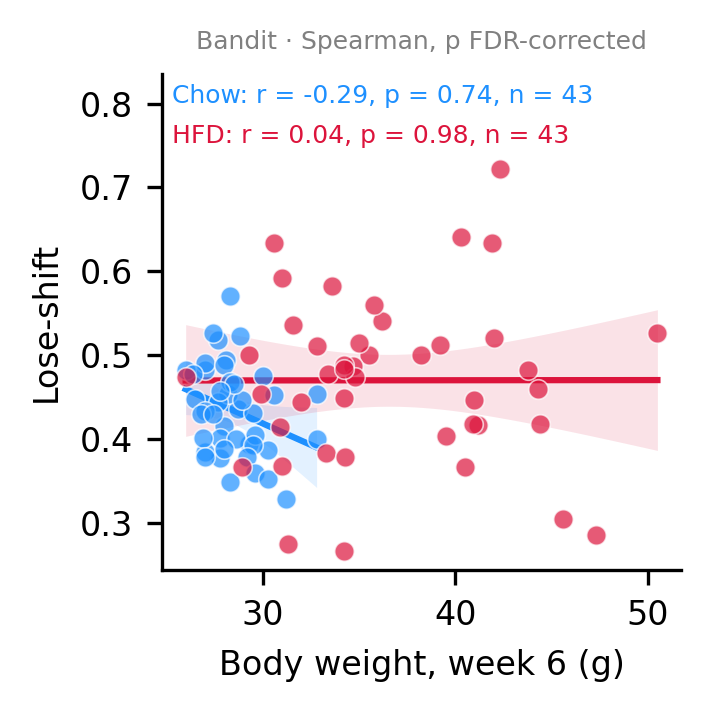 Bandit · Spearman, p FDR-corrected
Chow: r = -0.29, p = 0.74, n = 43
HFD: r = 0.04, p = 0.98, n = 43
0.8
0.7
0.6
0.5
0.4
0.3
Lose-shift
30 40 50
Body weight, week 6 (g)